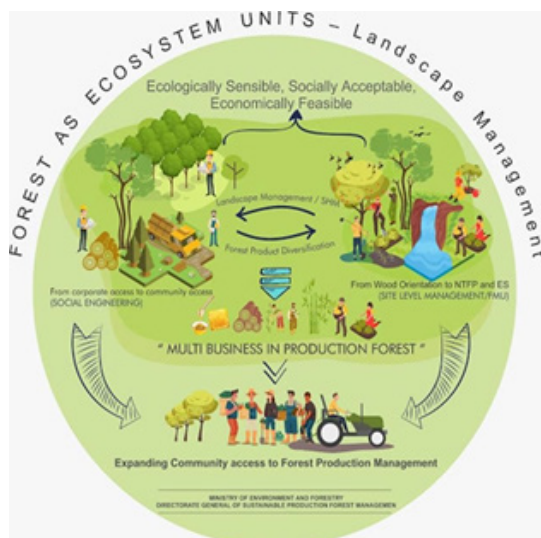 FOREST AS ECOSYSTEM UNITS – Landscape Management
Ecologically Sensible, Socially Acceptable,
Economically Feasible
Landscape Management / SHM
Forest Product Diversification
From corporate access to community access
(SOCIAL ENGINEERING)
From Wood Orientation to NTFP and ES
(SITE LEVEL MANAGEMENT/FMU)
“ MULTI BUSINESS IN PRODUCTION FOREST ”
Expanding Community access to Forest Production Management
MINISTRY OF ENVIRONMENT AND FORESTRY
DIRECTORATE GENERAL OF SUSTAINABLE PRODUCTION FOREST MANAGEMEN